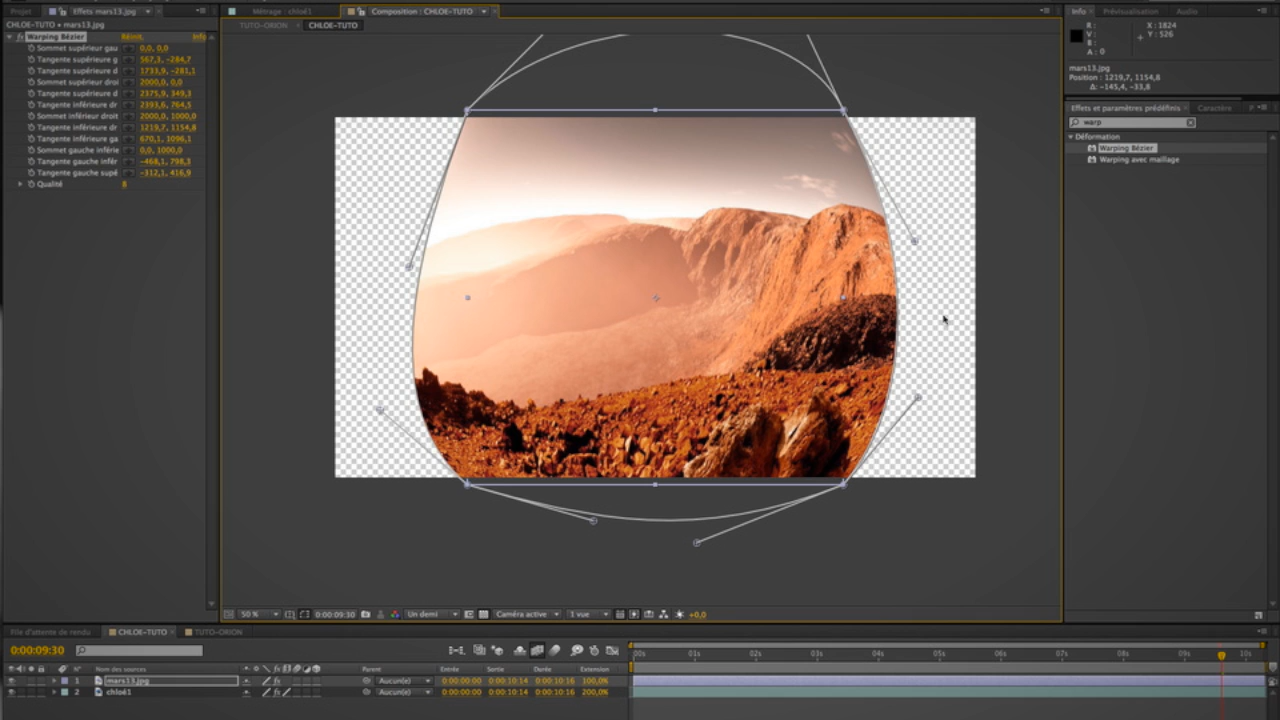 Projet Effets mars13.jpg
CHLOE-TUTO • mars13.jpg
Warping Bézier Réinit. Info
Sommet supérieur gau 0,0, 0,0
Tangente supérieure g 567,3, -284,7
Tangente supérieure d 1733,9, -281,1
Sommet supérieur droi 2000,0, 0,0
Tangente supérieure d 2375,9, 349,3
Tangente inférieure dr 2393,6, 764,5
Sommet inférieur droit 2000,0, 1000,0
Tangente inférieure dr 1219,7, 1154,8
Tangente inférieure ga 670,1, 1096,1
Sommet gauche inférie 0,0, 1000,0
Tangente gauche infér -468,1, 798,3
Tangente gauche supé -312,1, 416,9
Qualité 8
Métrage : chloé1 Composition : CHLOE-TUTO
TUTO-ORION CHLOE-TUTO
50 % 0:00:09:30 Un demi Caméra active 1 vue +0,0
Info Prévisualisation Audio
R : X : 1824
V : Y : 526
B :
A : 0
mars13.jpg
Position : 1219,7, 1154,8
Δ: -145,4, -33,8
Effets et paramètres prédéfinis Caractère P
warp
Déformation
Warping Bézier
Warping avec maillage
File d'attente de rendu CHLOE-TUTO TUTO-ORION
0:00:09:30
N° Nom des sources Parent Entrée Sortie Durée Extension
1 mars13.jpg Aucun(e) 0:00:00:00 0:00:10:14 0:00:10:16 100,0%
2 chloé1 Aucun(e) 0:00:00:00 0:00:10:14 0:00:10:16 200,0%
00s 01s 02s 03s 04s 05s 06s 07s 08s 09s 10s